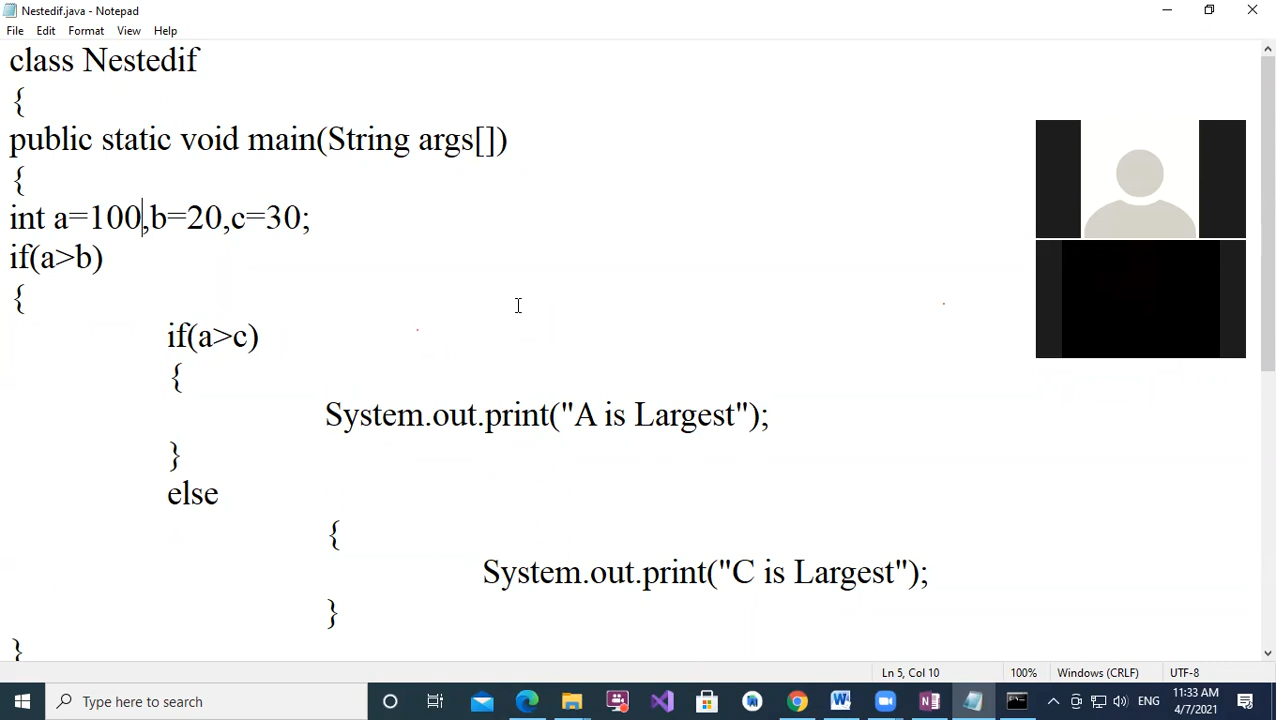 Nestedif.java - Notepad
File Edit Format View Help
class Nestedif
{
public static void main(String args[])
{
int a=100,b=20,c=30;
if(a>b)
{
if(a>c)
{
System.out.print("A is Largest");
}
else
{
System.out.print("C is Largest");
}
}
Ln 5, Col 10 100% Windows (CRLF) UTF-8
Type here to search
ENG
11:33 AM
4/7/2021